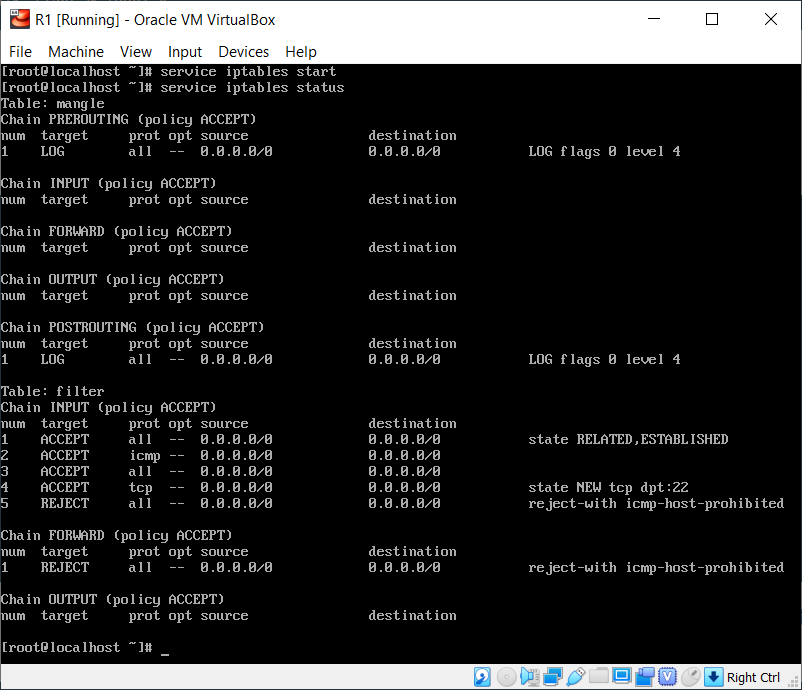 R1 [Running] - Oracle VM VirtualBox
File Machine View Input Devices Help
[root@localhost ~]# service iptables start
[root@localhost ~]# service iptables status
Table: mangle
Chain PREROUTING (policy ACCEPT)
num  target     prot opt source               destination
1    LOG        all  --  0.0.0.0/0            0.0.0.0/0           LOG flags 0 level 4

Chain INPUT (policy ACCEPT)
num  target     prot opt source               destination

Chain FORWARD (policy ACCEPT)
num  target     prot opt source               destination

Chain OUTPUT (policy ACCEPT)
num  target     prot opt source               destination

Chain POSTROUTING (policy ACCEPT)
num  target     prot opt source               destination
1    LOG        all  --  0.0.0.0/0            0.0.0.0/0           LOG flags 0 level 4

Table: filter
Chain INPUT (policy ACCEPT)
num  target     prot opt source               destination
1    ACCEPT     all  --  0.0.0.0/0            0.0.0.0/0           state RELATED,ESTABLISHED
2    ACCEPT     icmp --  0.0.0.0/0            0.0.0.0/0
3    ACCEPT     all  --  0.0.0.0/0            0.0.0.0/0
4    ACCEPT     tcp  --  0.0.0.0/0            0.0.0.0/0           state NEW tcp dpt:22
5    REJECT     all  --  0.0.0.0/0            0.0.0.0/0           reject-with icmp-host-prohibited

Chain FORWARD (policy ACCEPT)
num  target     prot opt source               destination
1    REJECT     all  --  0.0.0.0/0            0.0.0.0/0           reject-with icmp-host-prohibited

Chain OUTPUT (policy ACCEPT)
num  target     prot opt source               destination

[root@localhost ~]# _
Right Ctrl